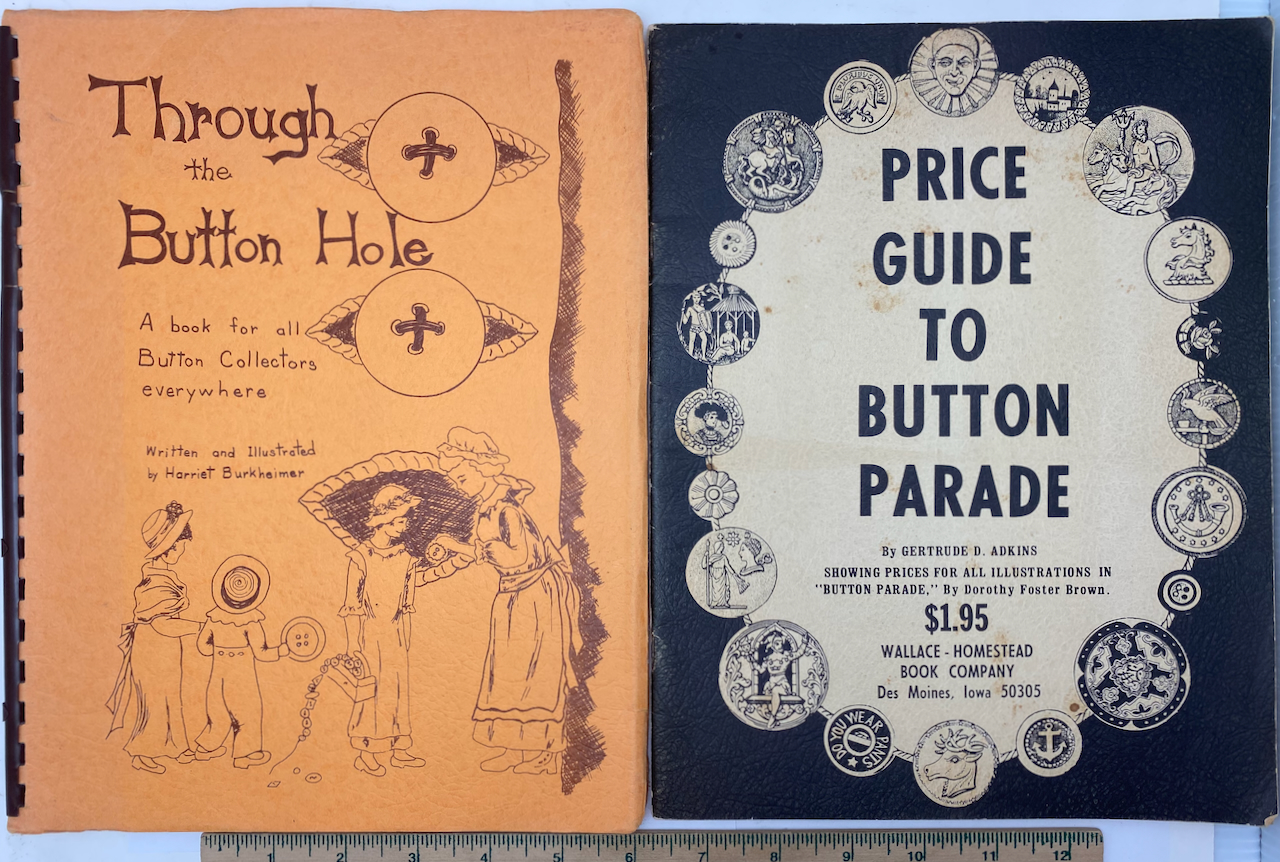 Through
the
Button Hole
A book for all
Button Collectors
everywhere
Written and Illustrated
by Harriet Burkheimer
PRICE
GUIDE
TO
BUTTON
PARADE
By GERTRUDE D. ADKINS
SHOWING PRICES FOR ALL ILLUSTRATIONS IN
"BUTTON PARADE," By Dorothy Foster Brown.
$1.95
WALLACE - HOMESTEAD
BOOK COMPANY
Des Moines, Iowa 50305
DO YOU WEAR PANTS
1 2 3 4 5 6 7 8 9 10 11 12